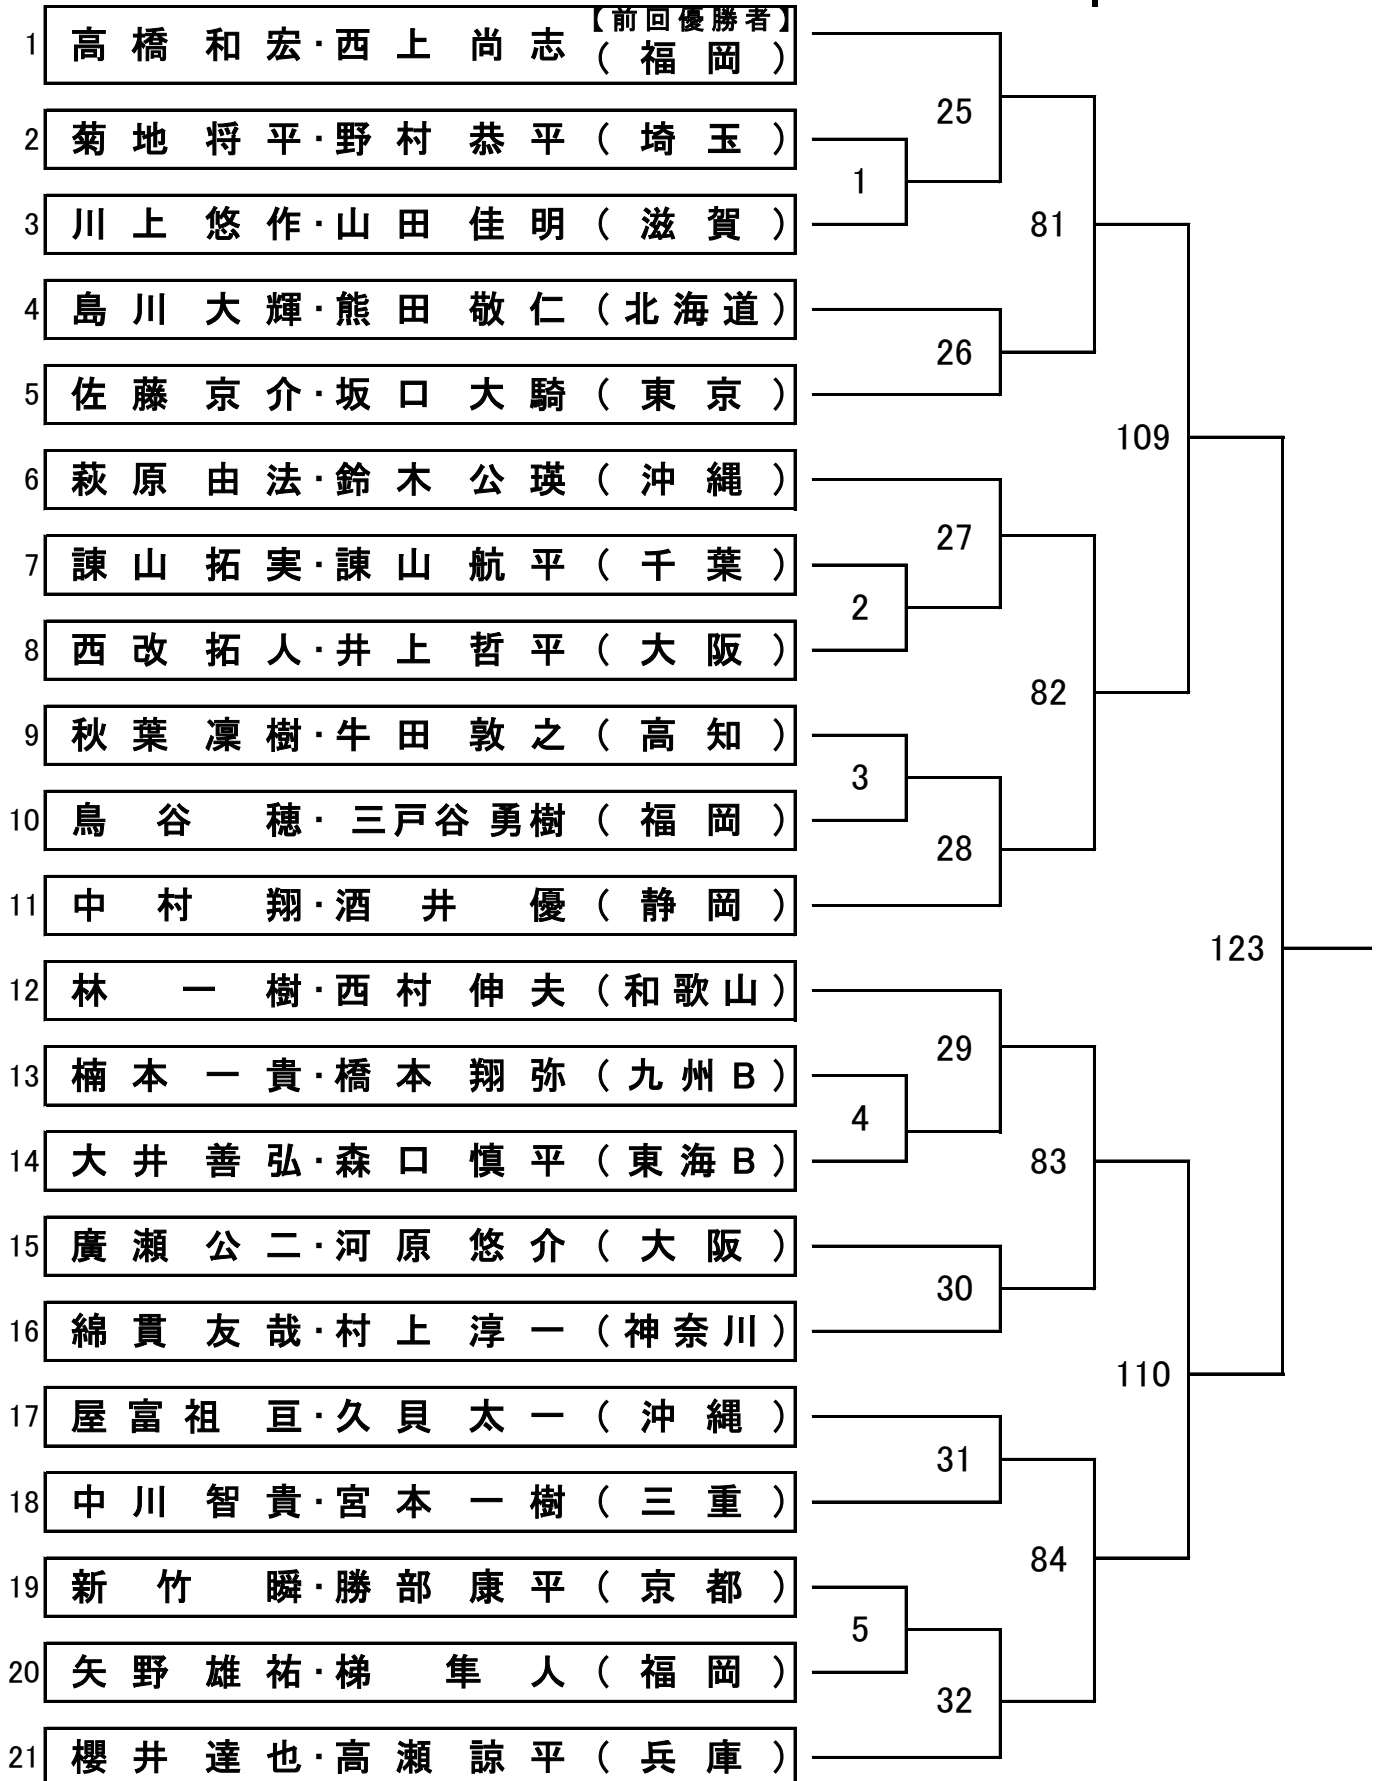 【前回優勝者】
1 高橋 和宏・西上 尚志 (福岡)
25
2 菊地 将平・野村 恭平 (埼玉)
1
3 川上 悠作・山田 佳明 (滋賀)
81
4 島川 大輝・熊田 敬仁 (北海道)
26
5 佐藤 京介・坂口 大騎 (東京)
109
6 萩原 由法・鈴木 公瑛 (沖縄)
27
7 諌山 拓実・諌山 航平 (千葉)
2
8 西改 拓人・井上 哲平 (大阪)
82
9 秋葉 凜樹・牛田 敦之 (高知)
3
10 鳥谷 穂・三戸谷 勇樹 (福岡)
28
11 中村 翔・酒井 優 (静岡)
123
12 林 一樹・西村 伸夫 (和歌山)
29
13 楠本 一貴・橋本 翔弥 (九州B)
4
14 大井 善弘・森口 慎平 (東海B)
83
15 廣瀬 公二・河原 悠介 (大阪)
30
16 綿貫 友哉・村上 淳一 (神奈川)
110
17 屋富祖 亘・久貝 太一 (沖縄)
31
18 中川 智貴・宮本 一樹 (三重)
84
19 新竹 瞬・勝部 康平 (京都)
5
20 矢野 雄祐・梯 隼人 (福岡)
32
21 櫻井 達也・高瀬 諒平 (兵庫)